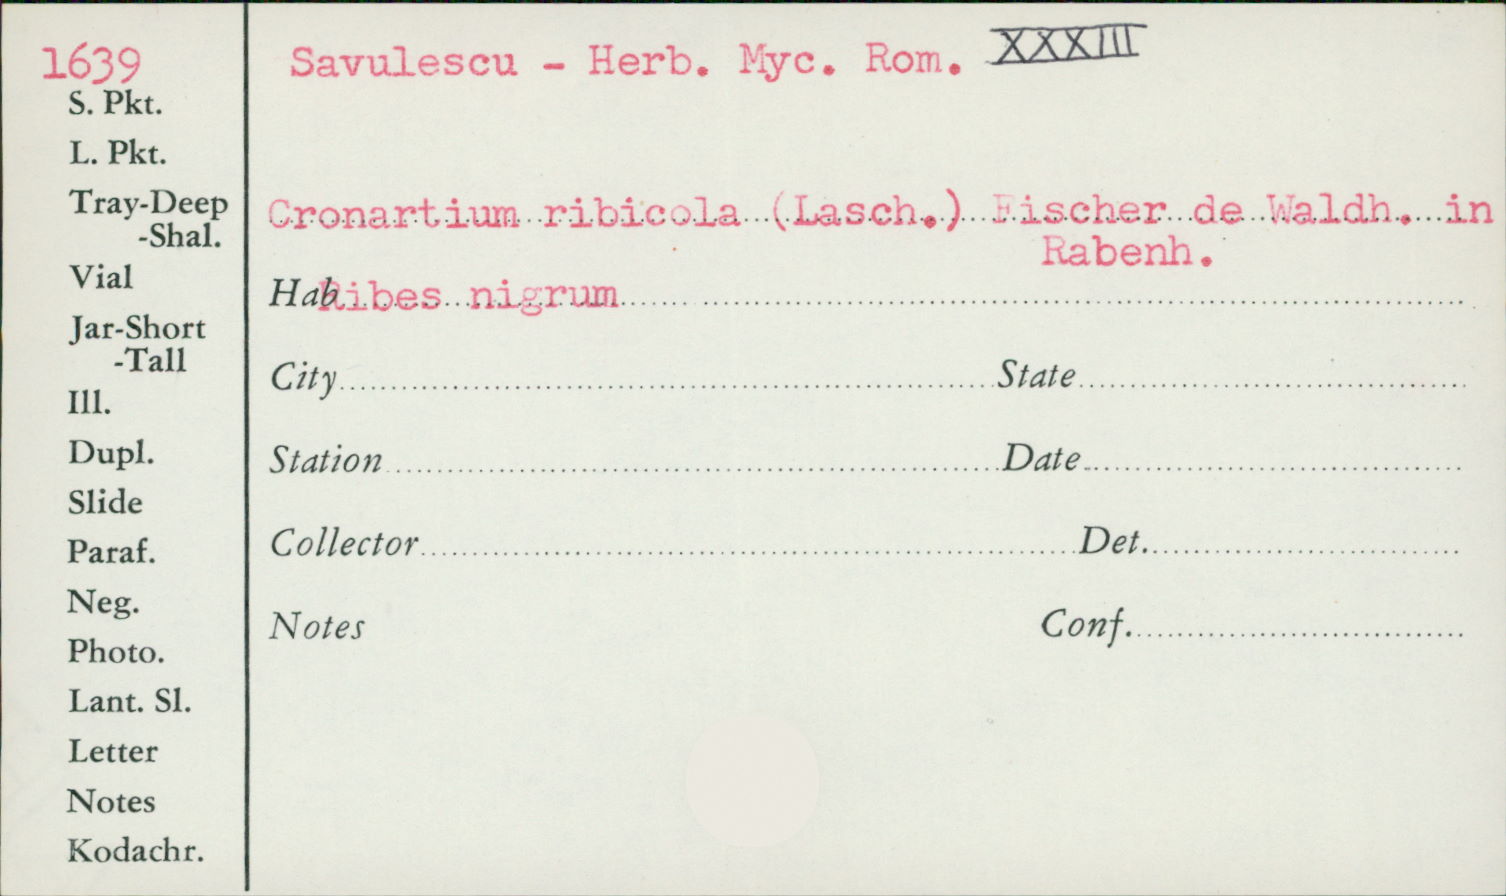 1639
S. Pkt.
L. Pkt.
Tray-Deep
-Shal.
Vial
Jar-Short
-Tall
Ill.
Dupl.
Slide
Paraf.
Neg.
Photo.
Lant. Sl.
Letter
Notes
Kodachr.
Savulescu - Herb. Myc. Rom. XXXIII
Cronartium ribicola (Lasch.) Fischer de Waldh. in
Rabenh.
Hab Ribes nigrum
City State
Station Date
Collector Det.
Notes Conf.